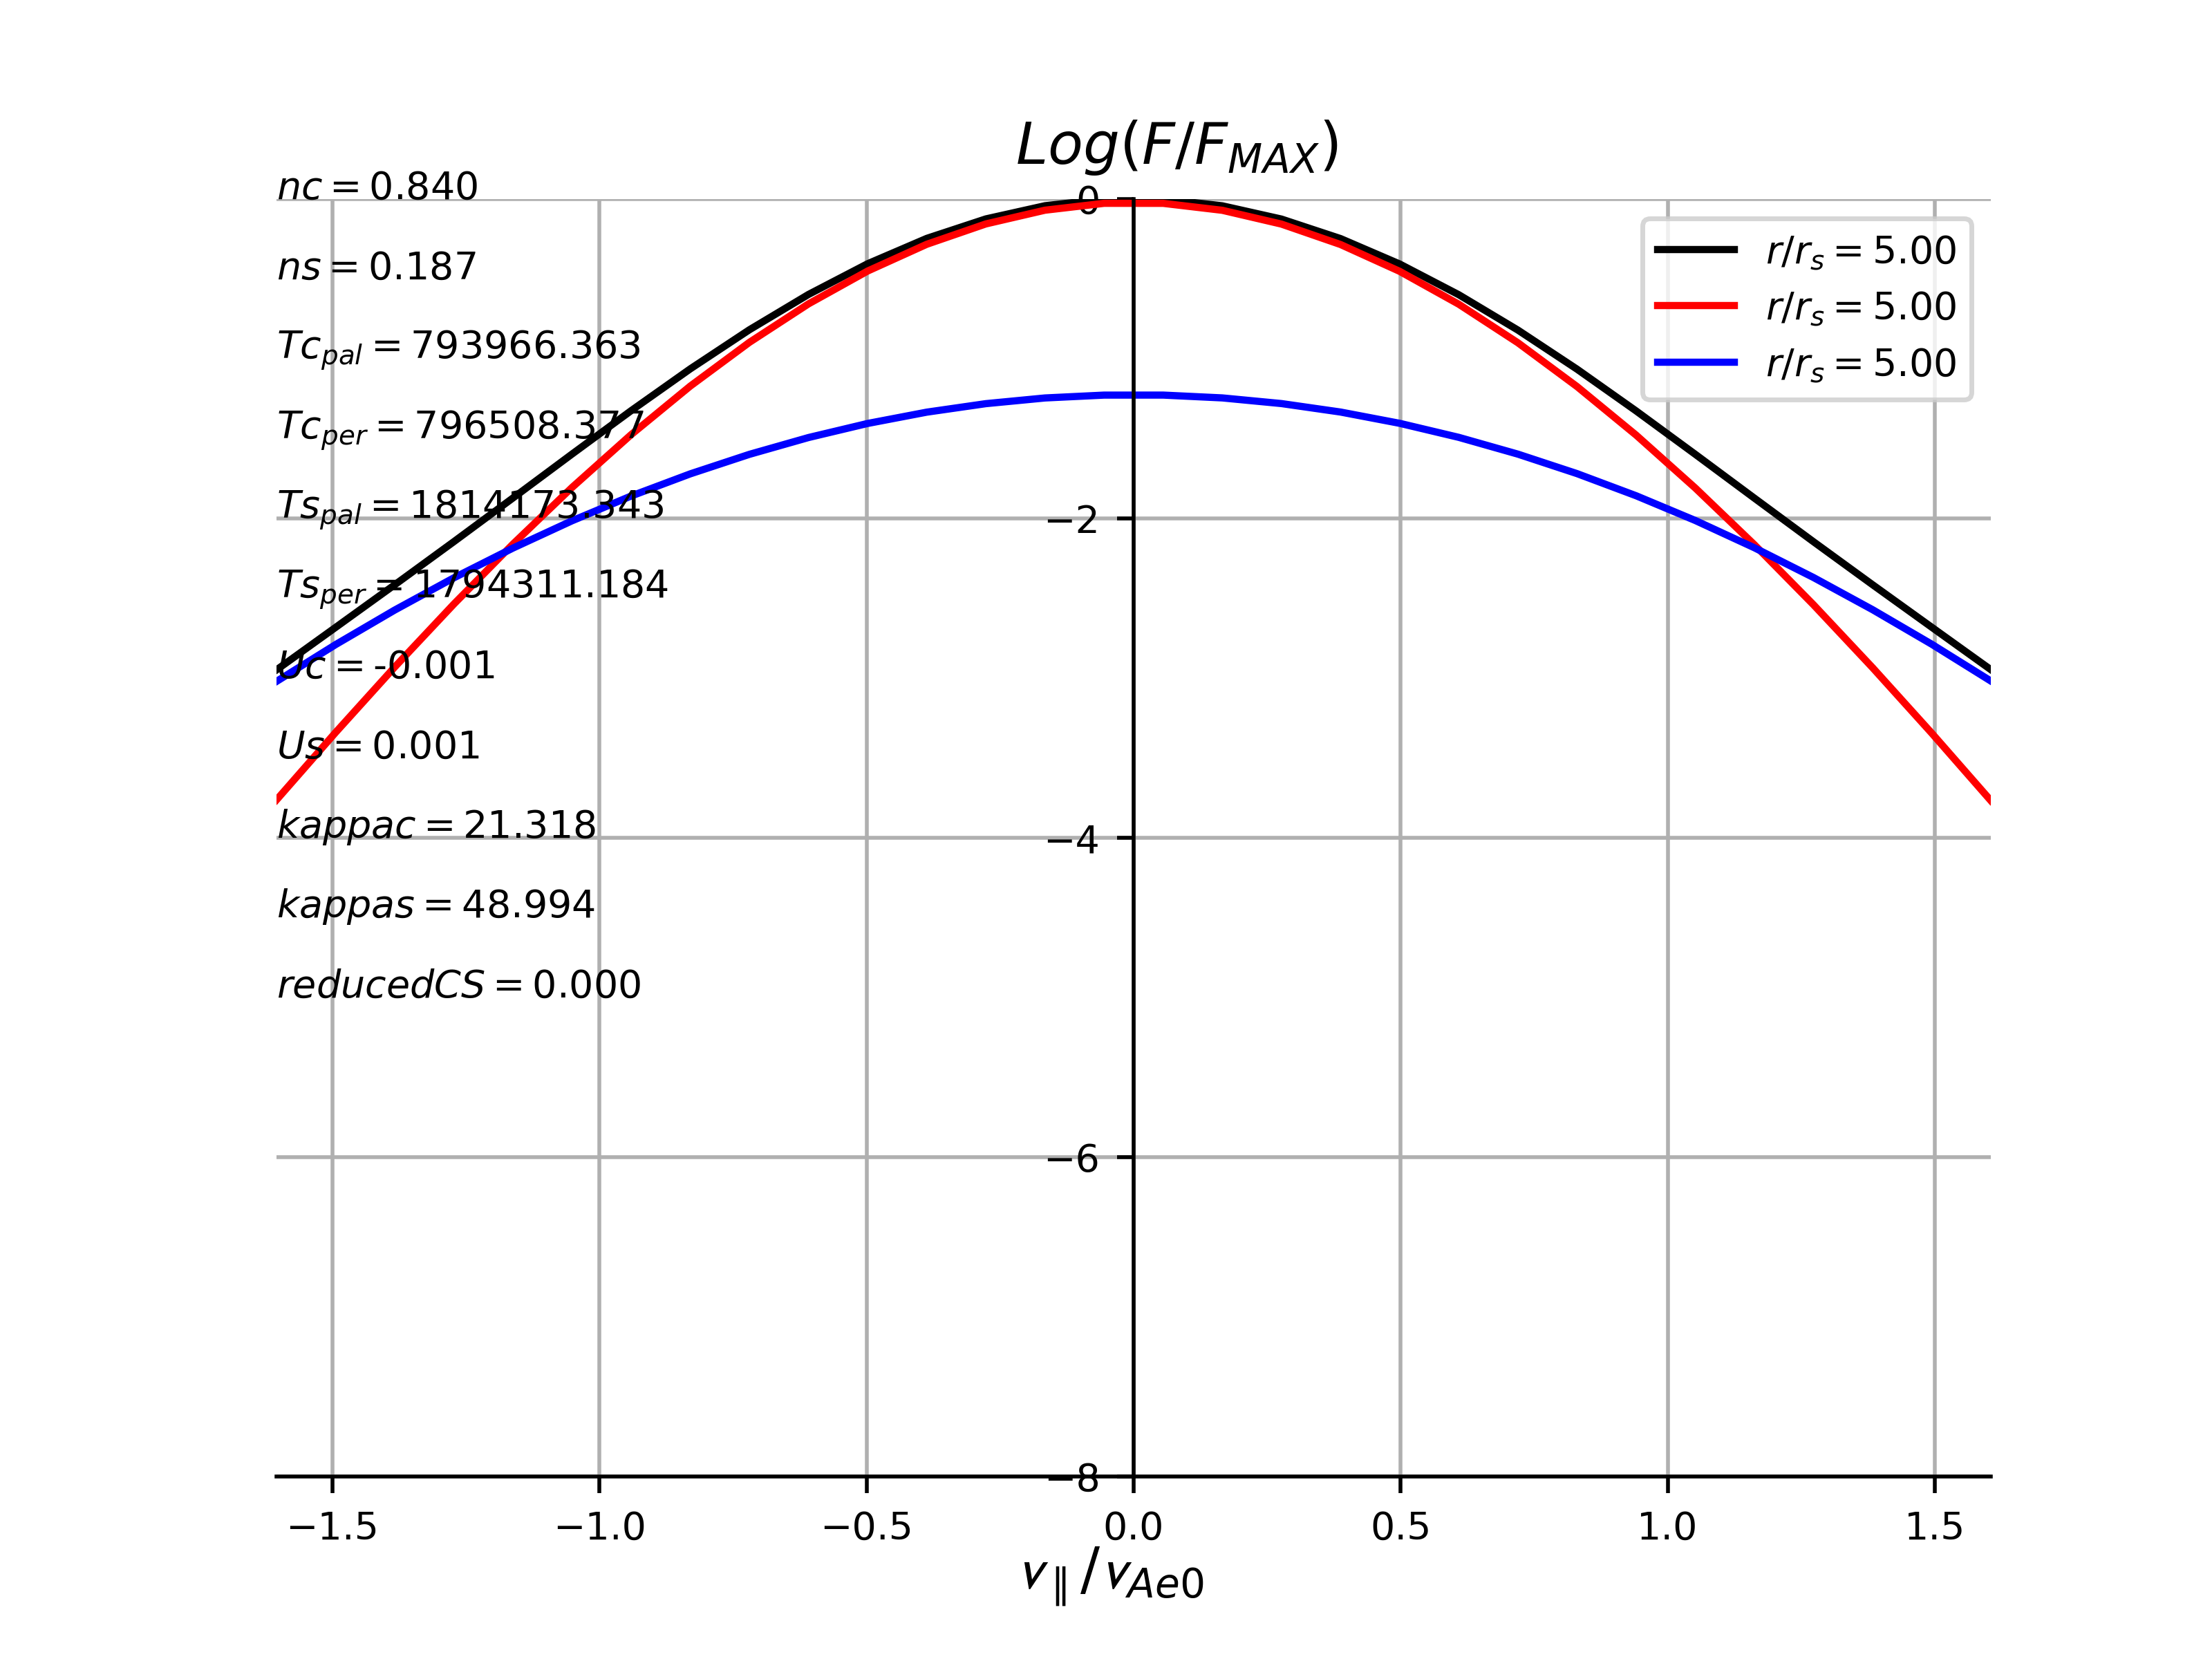 Log(F/F_MAX)
nc = 0.840
ns = 0.187
Tc_pal = 793966.363
Tc_per = 796508.377
Ts_pal = 1814173.343
Ts_per = 1794311.184
Uc = -0.001
Us = 0.001
kappac = 21.318
kappas = 48.994
reducedCS = 0.000
r/r_s = 5.00
r/r_s = 5.00
r/r_s = 5.00
0
−2
−4
−6
−8
−1.5 −1.0 −0.5 0.0 0.5 1.0 1.5
v_∥/v_Ae0